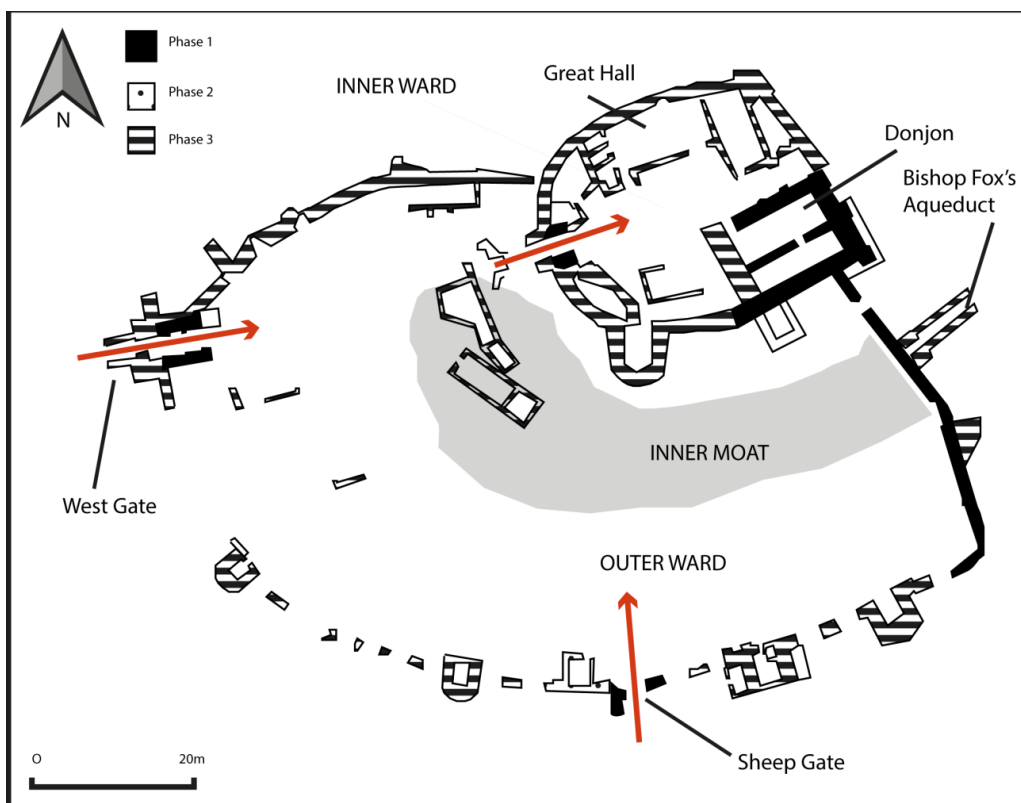 N
Phase 1
Phase 2
Phase 3
INNER WARD
Great Hall
Donjon
Bishop Fox's
Aqueduct
West Gate
INNER MOAT
OUTER WARD
Sheep Gate
O
20m